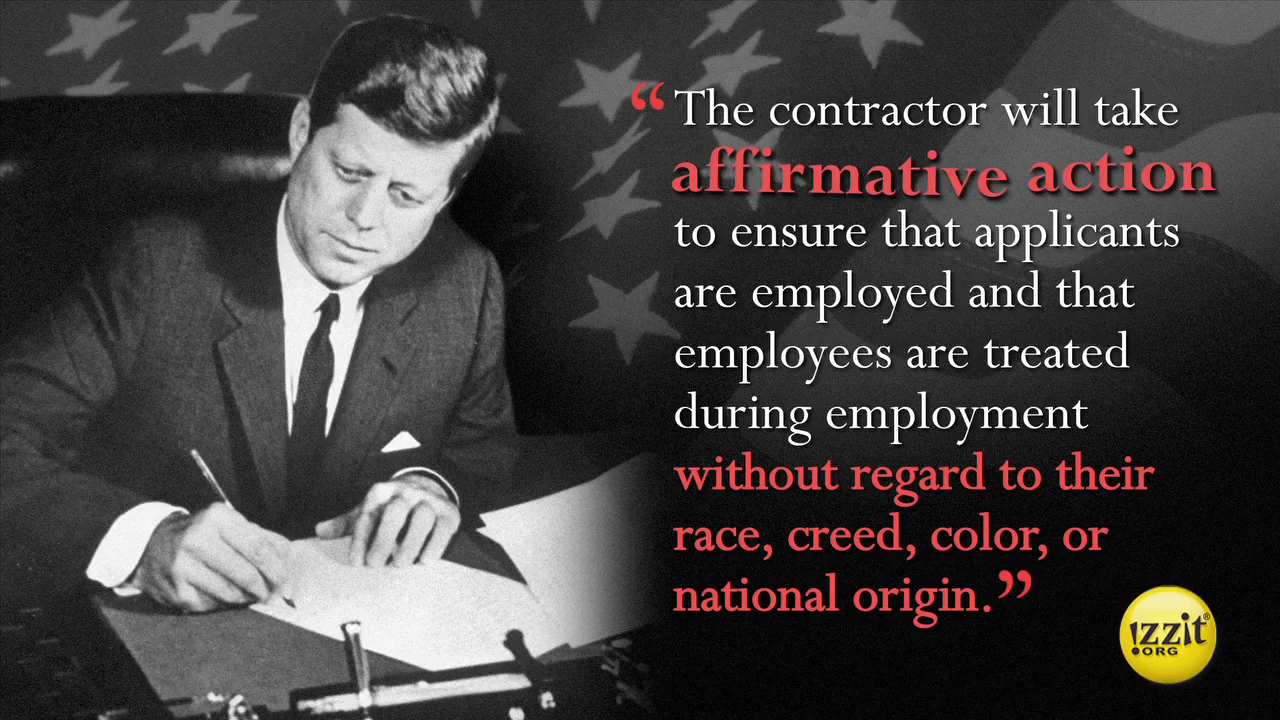 “The contractor will take
affirmative action
to ensure that applicants
are employed and that
employees are treated
during employment
without regard to their
race, creed, color, or
national origin.”
!zzit®
.ORG